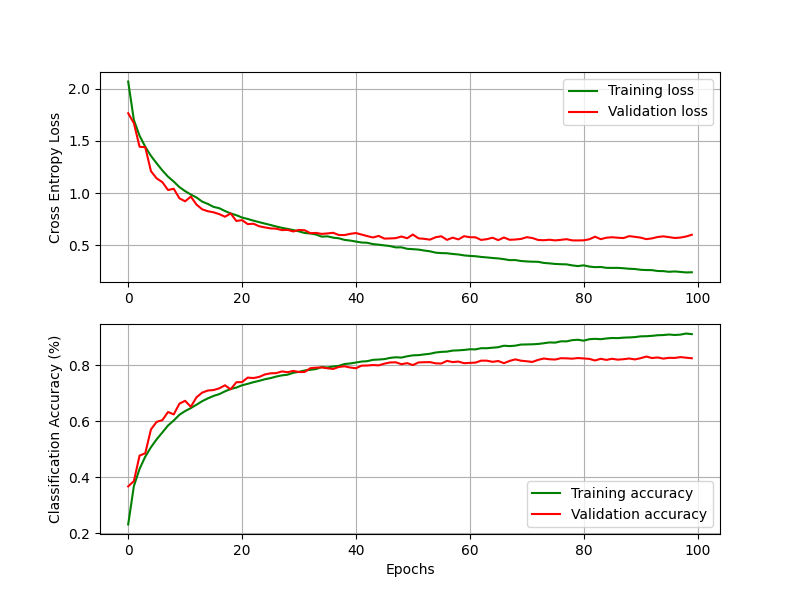 Cross Entropy Loss
2.0
1.5
1.0
0.5
0 20 40 60 80 100
Training loss
Validation loss
Classification Accuracy (%)
0.8
0.6
0.4
0.2
0 20 40 60 80 100
Training accuracy
Validation accuracy
Epochs